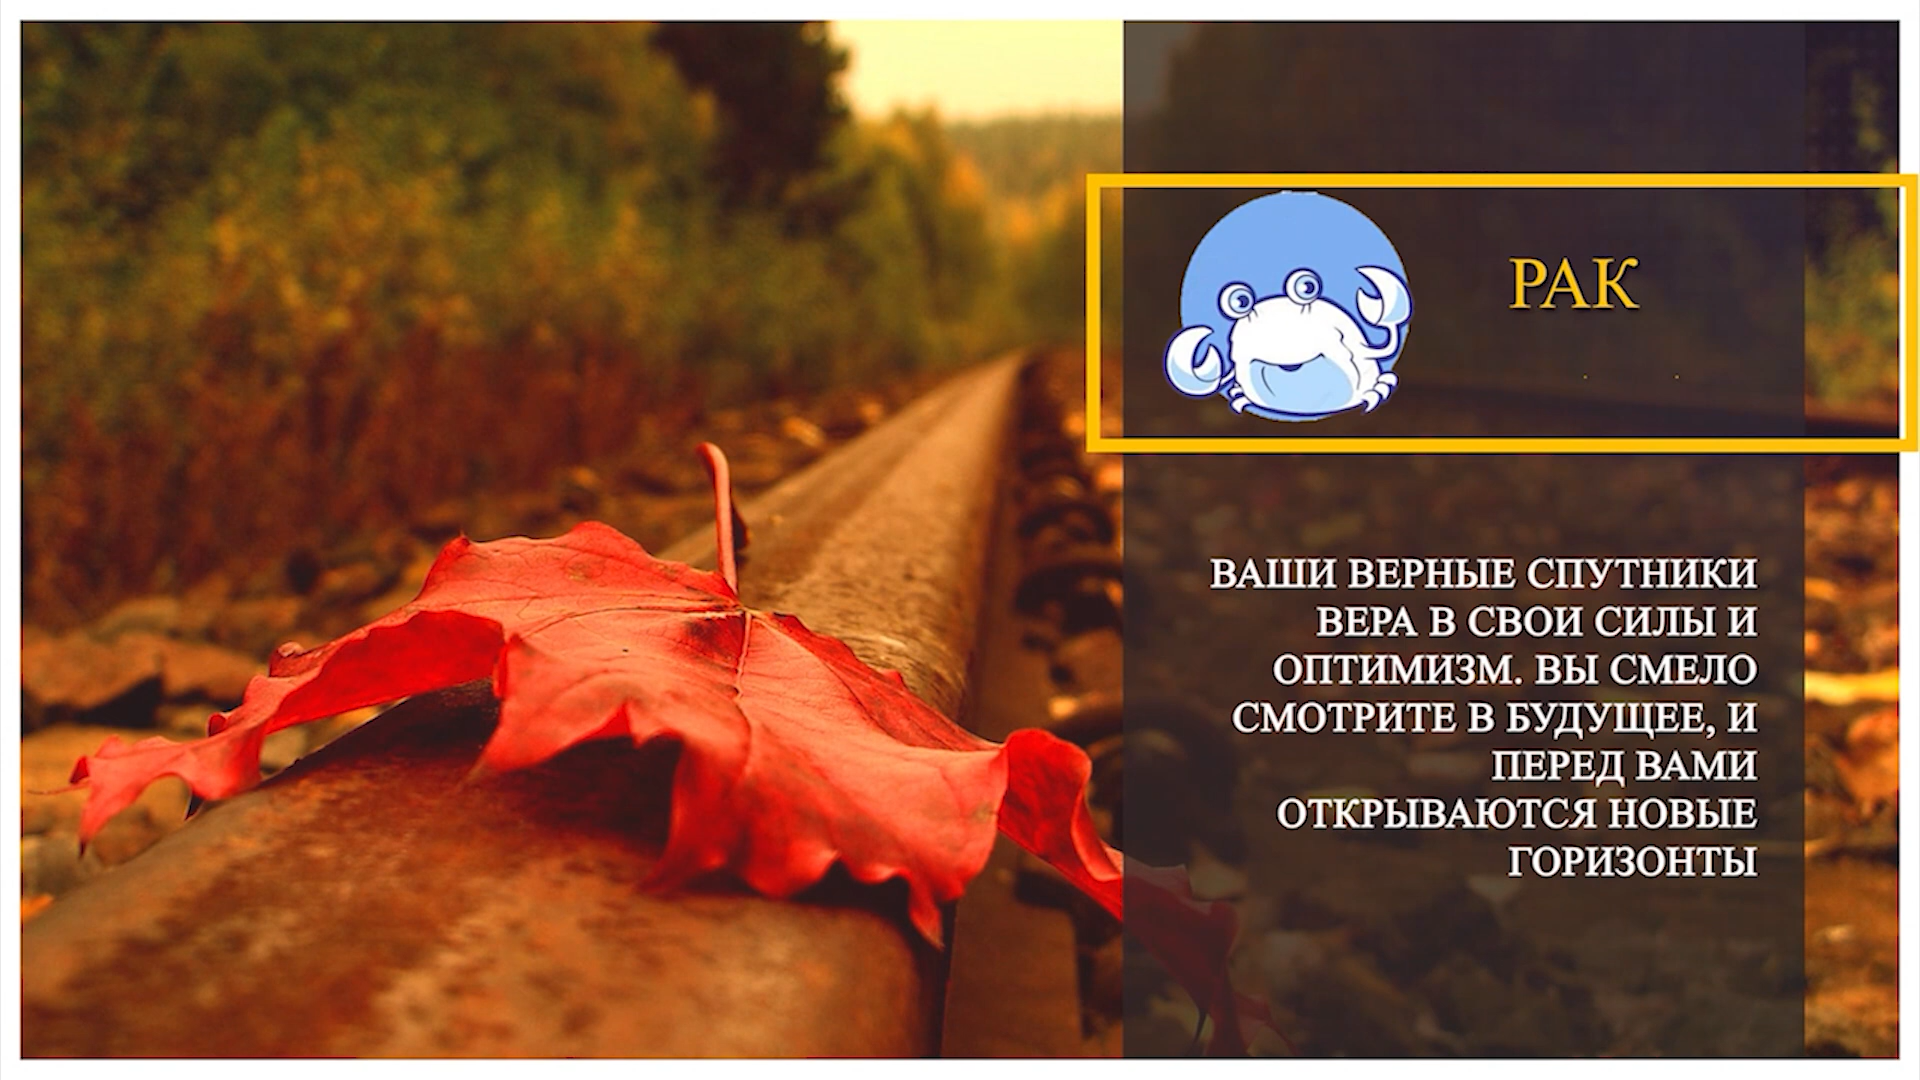 РАК
ВАШИ ВЕРНЫЕ СПУТНИКИ
ВЕРА В СВОИ СИЛЫ И
ОПТИМИЗМ. ВЫ СМЕЛО
СМОТРИТЕ В БУДУЩЕЕ, И
ПЕРЕД ВАМИ
ОТКРЫВАЮТСЯ НОВЫЕ
ГОРИЗОНТЫ